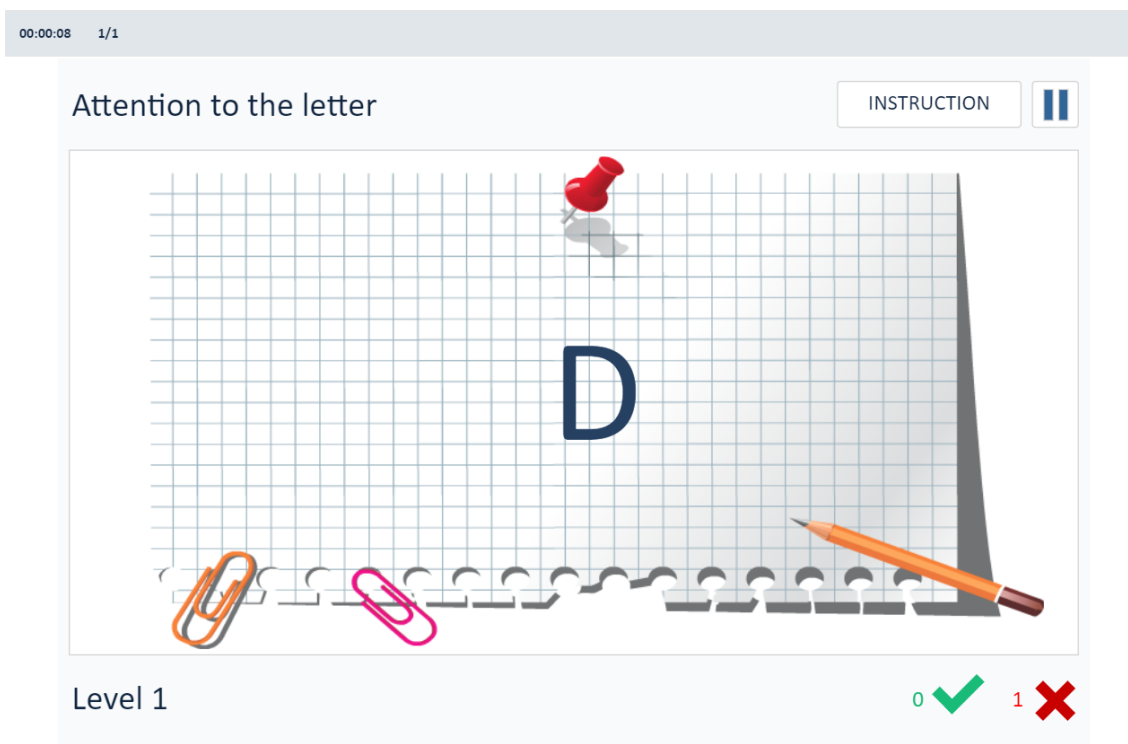 00:00:08 1/1
Attention to the letter
INSTRUCTION
D
Level 1
0 1